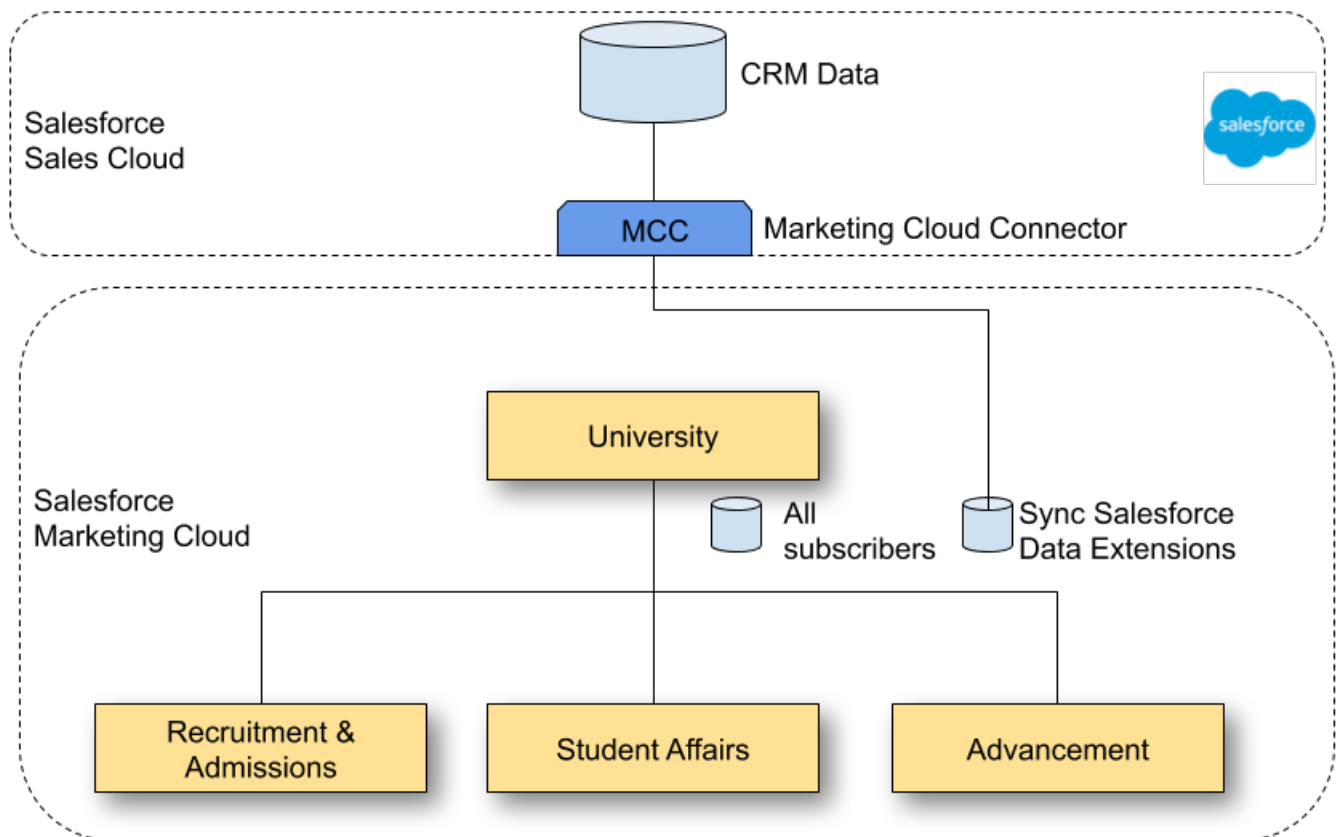 CRM Data
Salesforce
Sales Cloud
salesforce
MCC
Marketing Cloud Connector
University
Salesforce
Marketing Cloud
All
subscribers
Sync Salesforce
Data Extensions
Recruitment &
Admissions
Student Affairs
Advancement